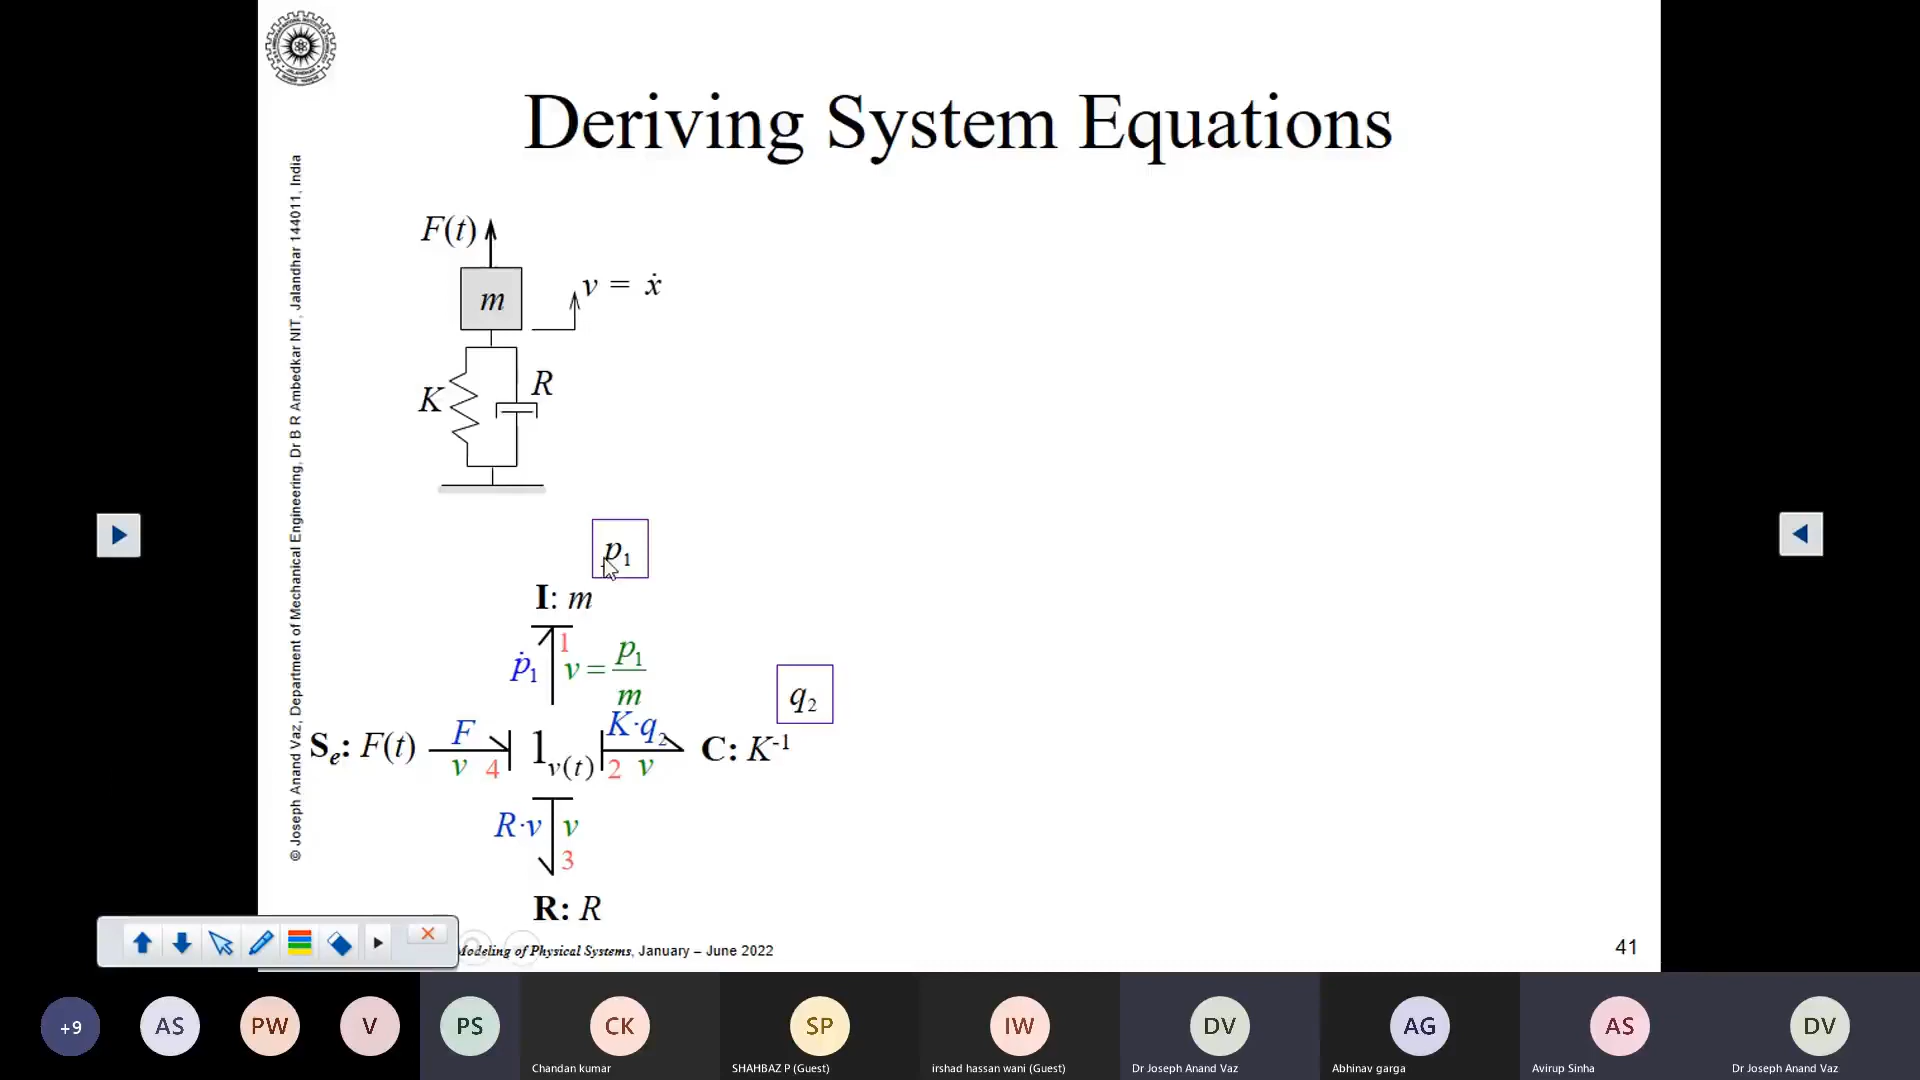 Deriving System Equations
© Joseph Anand Vaz, Department of Mechanical Engineering, Dr B R Ambedkar NIT, Jalandhar 144011, India
F(t)
v = ẋ
m
K
R
p₁
I: m
1
ṗ₁
v = p₁/m
q₂
Sₑ: F(t)
F
v
4
1v(t)
K·q₂
2
v
C: K⁻¹
R·v
v
3
R: R
Modeling of Physical Systems, January – June 2022
41
+9
AS
PW
V
PS
CK
SP
IW
DV
AG
AS
DV
Chandan kumar
SHAHBAZ P (Guest)
irshad hassan wani (Guest)
Dr Joseph Anand Vaz
Abhinav garga
Avirup Sinha
Dr Joseph Anand Vaz